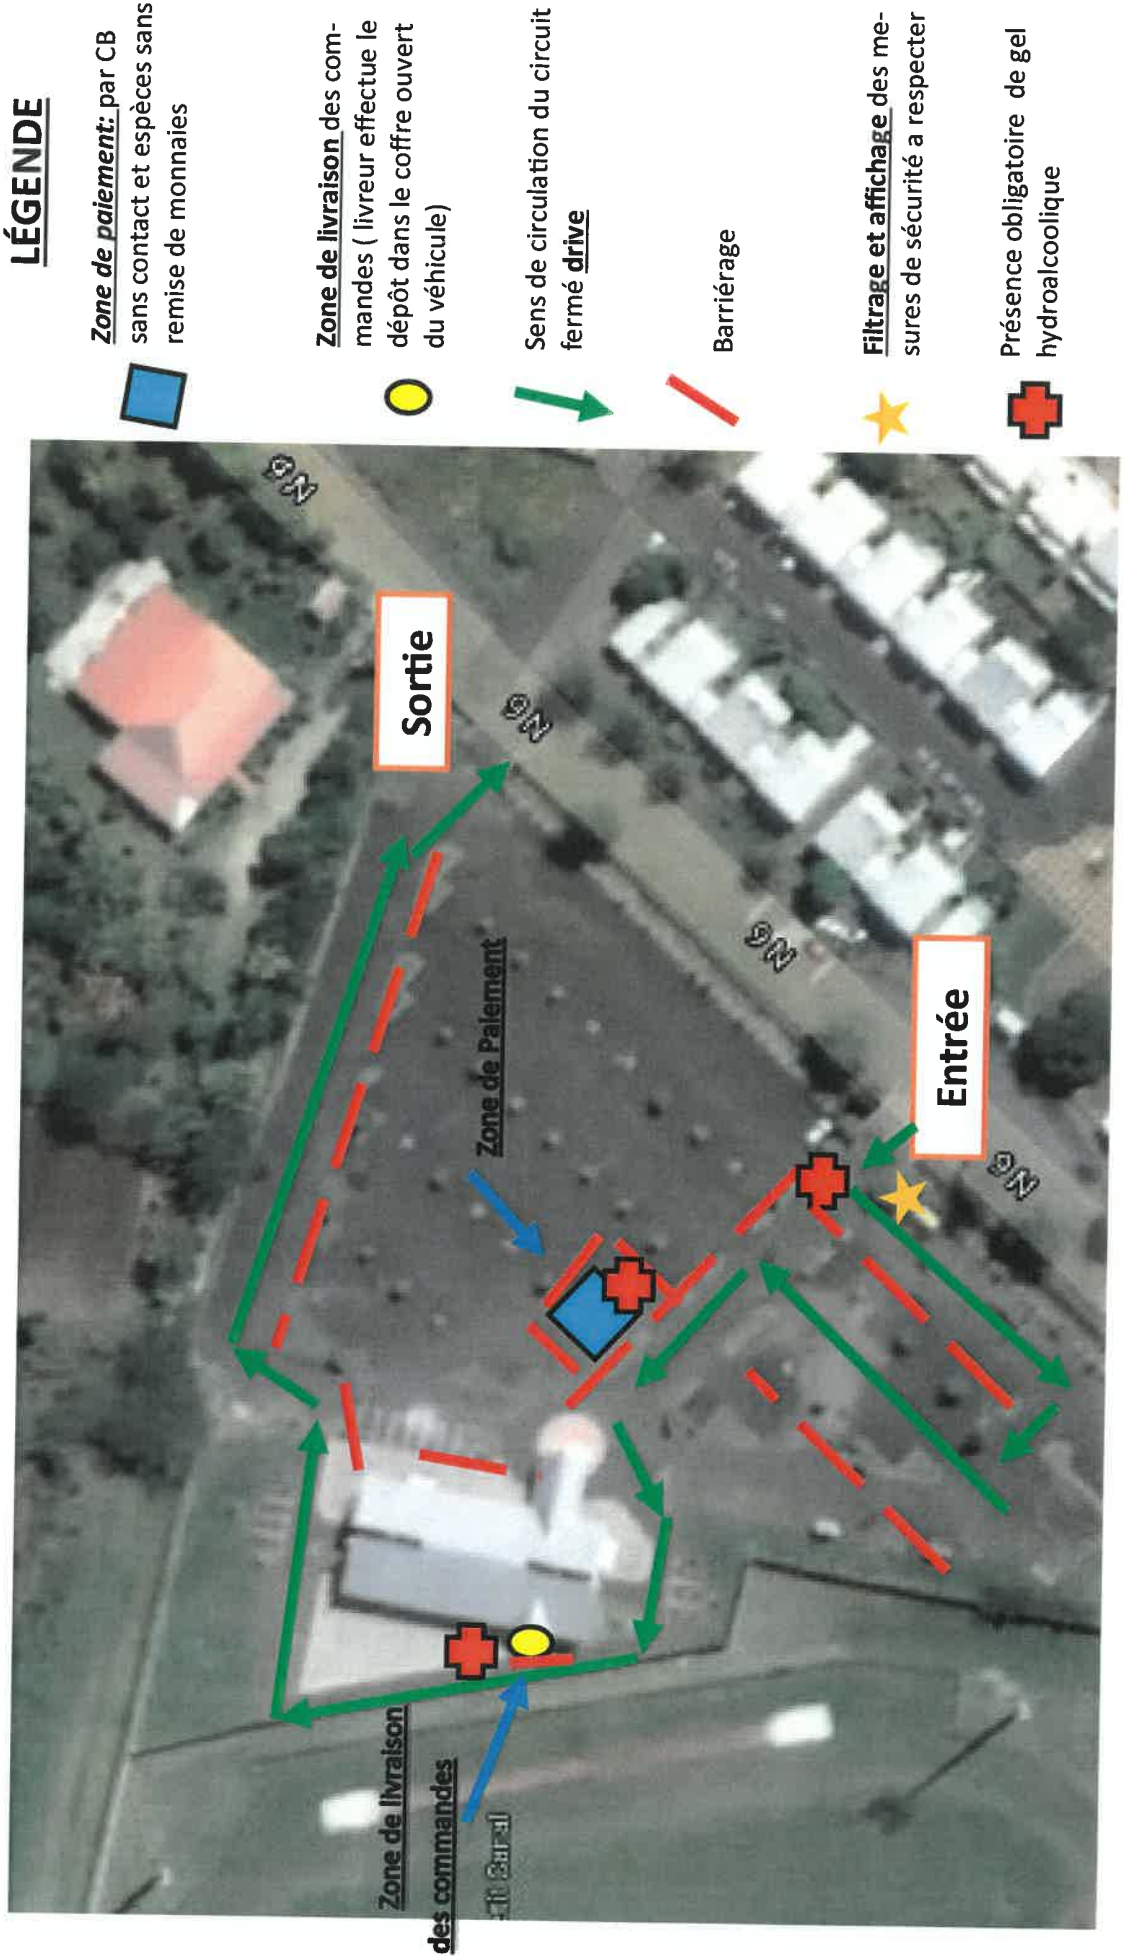 LÉGENDE
Zone de paiement: par CB
sans contact et espèces sans
remise de monnaies
Zone de livraison des com-
mandes ( livreur effectue le
dépôt dans le coffre ouvert
du véhicule)
Sens de circulation du circuit
fermé drive
Barriérage
Filtrage et affichage des me-
sures de sécurité a respecter
Présence obligatoire de gel
hydroalcoolique
N6
Sortie
N6
N6
Zone de Paiement
Entrée
N6
Zone de livraison
des commandes